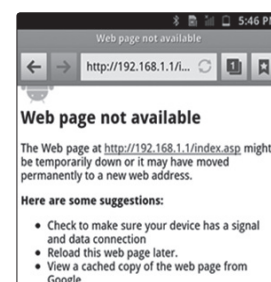 5:46 PM
Web page not available
http://192.168.1.1/i...
1
Web page not available
The Web page at http://192.168.1.1/index.asp might
be temporarily down or it may have moved
permanently to a new web address.
Here are some suggestions:
• Check to make sure your device has a signal
and data connection
• Reload this web page later.
• View a cached copy of the web page from
Google